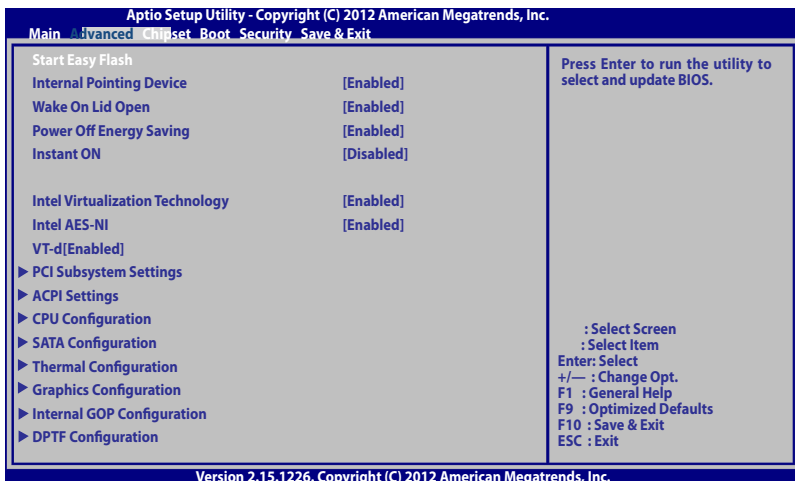 Aptio Setup Utility - Copyright (C) 2012 American Megatrends, Inc.
Main Advanced Chipset Boot Security Save & Exit
Start Easy Flash
Internal Pointing Device [Enabled]
Wake On Lid Open [Enabled]
Power Off Energy Saving [Enabled]
Instant ON [Disabled]
Intel Virtualization Technology [Enabled]
Intel AES-NI [Enabled]
VT-d[Enabled]
PCI Subsystem Settings
ACPI Settings
CPU Configuration
SATA Configuration
Thermal Configuration
Graphics Configuration
Internal GOP Configuration
DPTF Configuration
Press Enter to run the utility to
select and update BIOS.
: Select Screen
: Select Item
Enter: Select
+/— : Change Opt.
F1 : General Help
F9 : Optimized Defaults
F10 : Save & Exit
ESC : Exit
Version 2.15.1226. Copyright (C) 2012 American Megatrends, Inc.